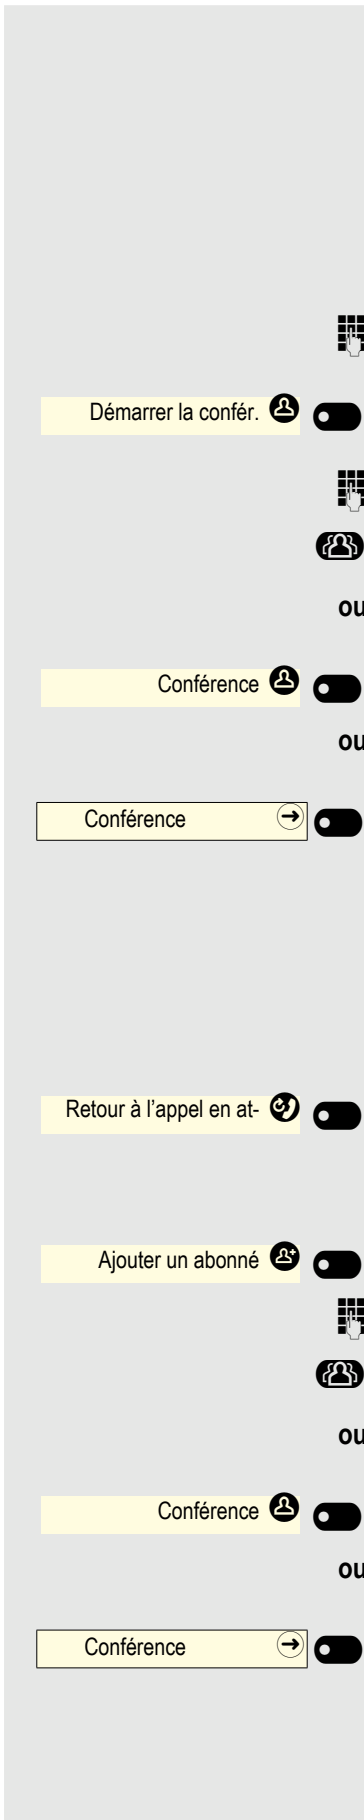 Démarrer la confér.
ou
Conférence
ou
Conférence
Retour à l'appel en at-
Ajouter un abonné
ou
Conférence
ou
Conférence